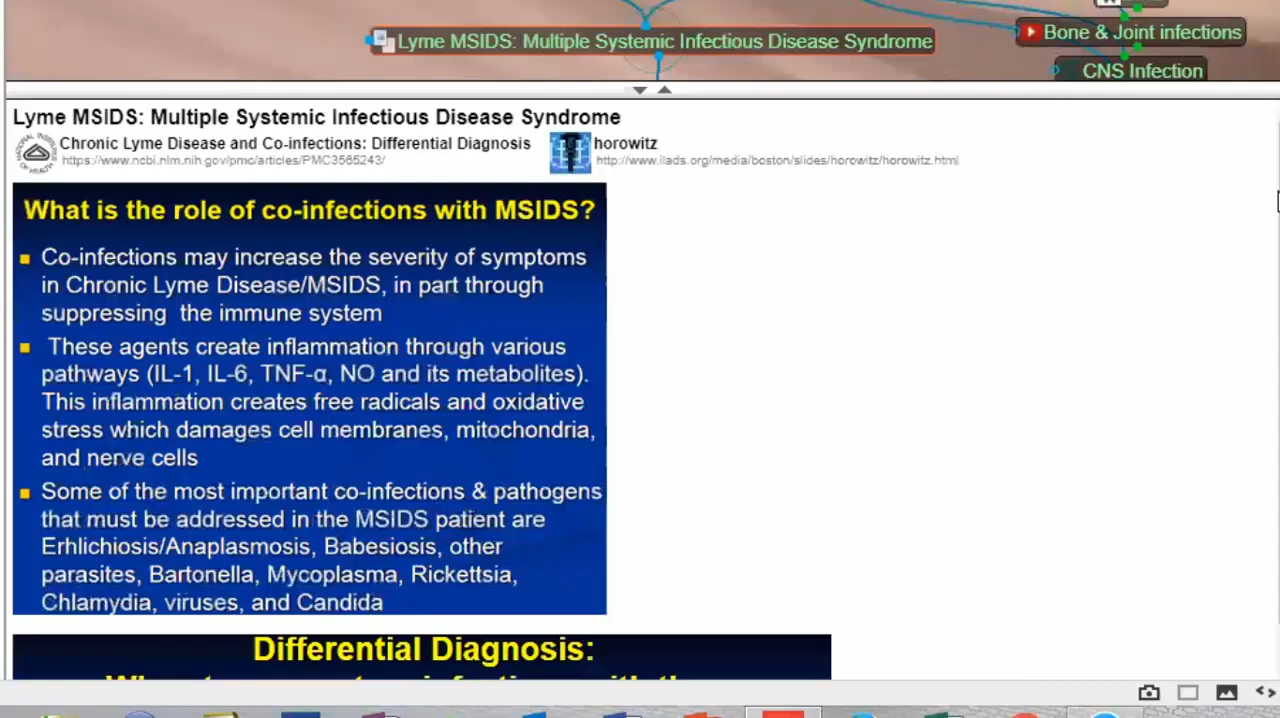 Lyme MSIDS: Multiple Systemic Infectious Disease Syndrome
Bone & Joint infections
CNS Infection
Lyme MSIDS: Multiple Systemic Infectious Disease Syndrome
Chronic Lyme Disease and Co-infections: Differential Diagnosis
https://www.ncbi.nlm.nih.gov/pmc/articles/PMC3565243/
horowitz
http://www.ilads.org/media/boston/slides/horowitz/horowitz.html
What is the role of co-infections with MSIDS?
Co-infections may increase the severity of symptoms
in Chronic Lyme Disease/MSIDS, in part through
suppressing the immune system
These agents create inflammation through various
pathways (IL-1, IL-6, TNF-α, NO and its metabolites).
This inflammation creates free radicals and oxidative
stress which damages cell membranes, mitochondria,
and nerve cells
Some of the most important co-infections & pathogens
that must be addressed in the MSIDS patient are
Erhlichiosis/Anaplasmosis, Babesiosis, other
parasites, Bartonella, Mycoplasma, Rickettsia,
Chlamydia, viruses, and Candida
Differential Diagnosis: